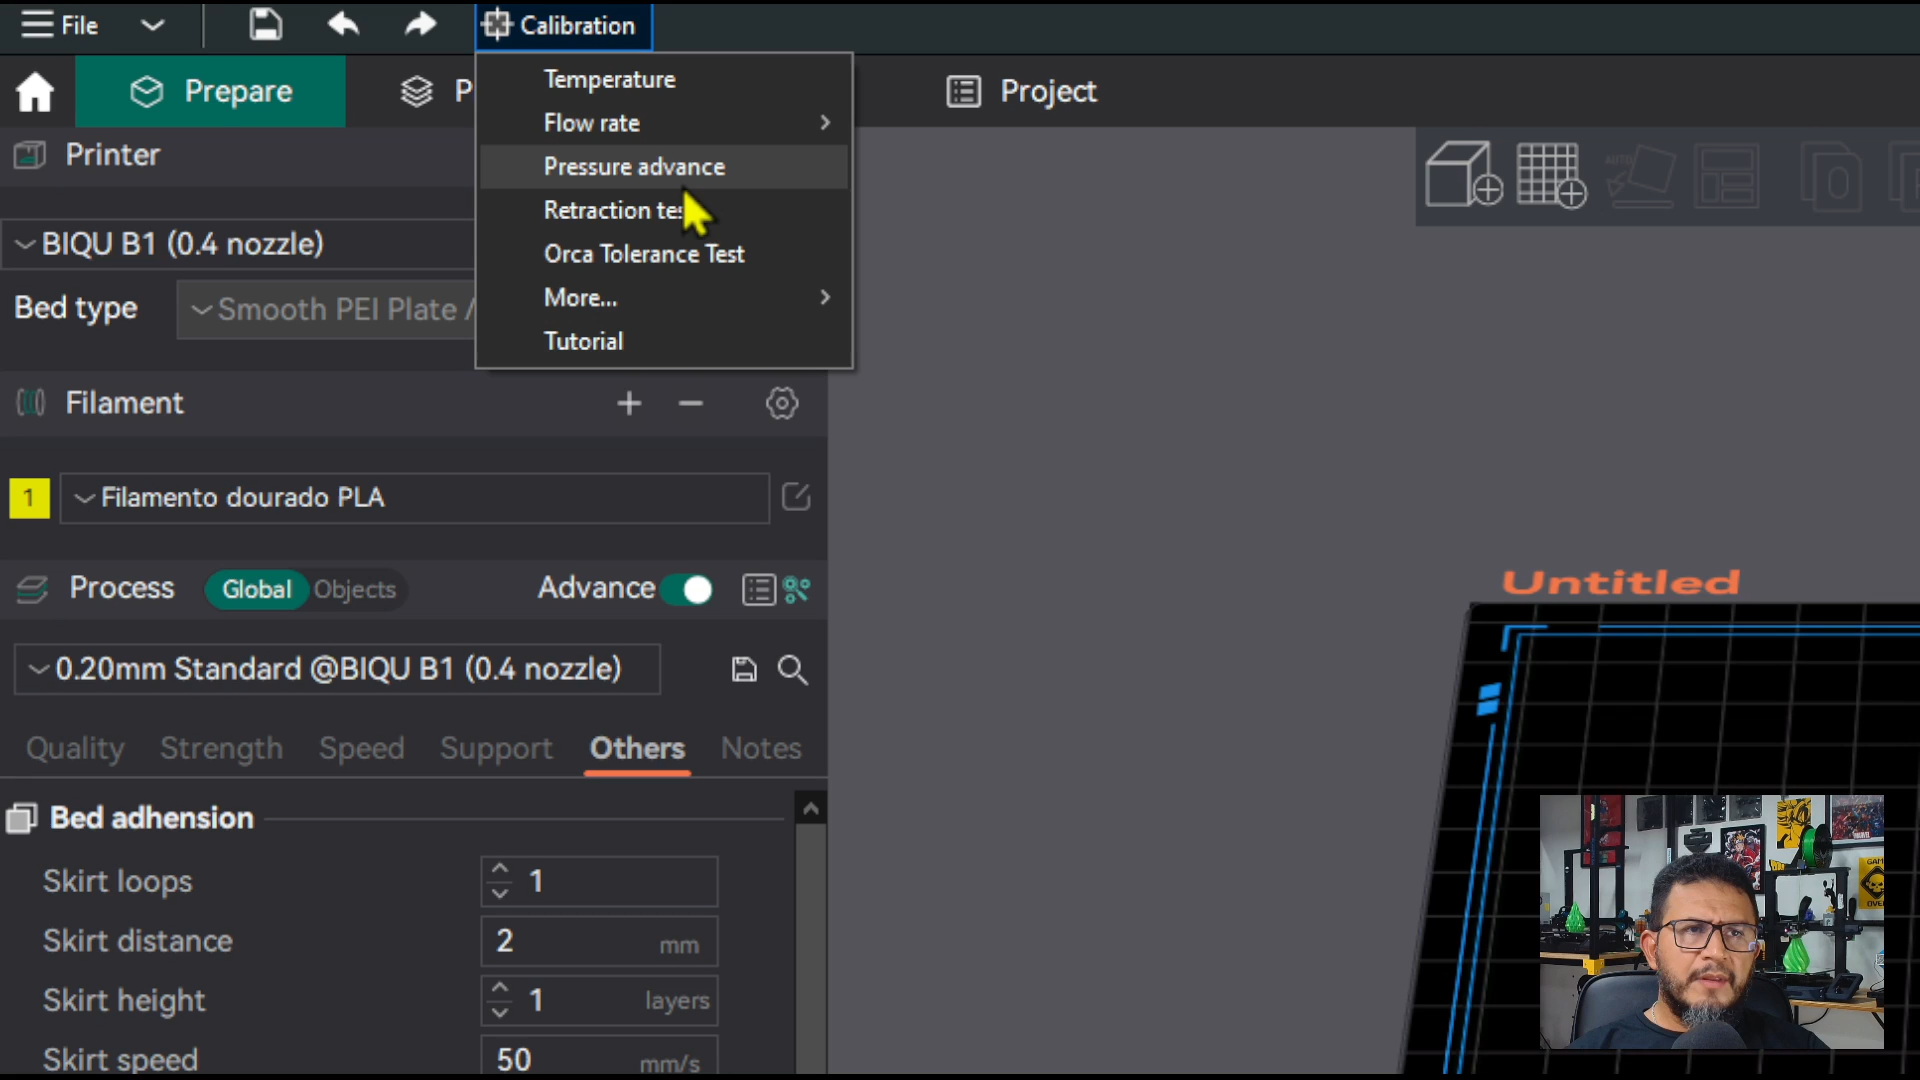 File
Calibration
Prepare
P
Project
Temperature
Flow rate
Pressure advance
Retraction tes
Orca Tolerance Test
More...
Tutorial
Printer
BIQU B1 (0.4 nozzle)
Bed type
Smooth PEI Plate /
Filament
1
Filamento dourado PLA
Process
Global
Objects
Advance
0.20mm Standard @BIQU B1 (0.4 nozzle)
Quality
Strength
Speed
Support
Others
Notes
Bed adhension
Skirt loops
1
Skirt distance
2 mm
Skirt height
1 layers
Skirt speed
50 mm/s
AUTO
Untitled